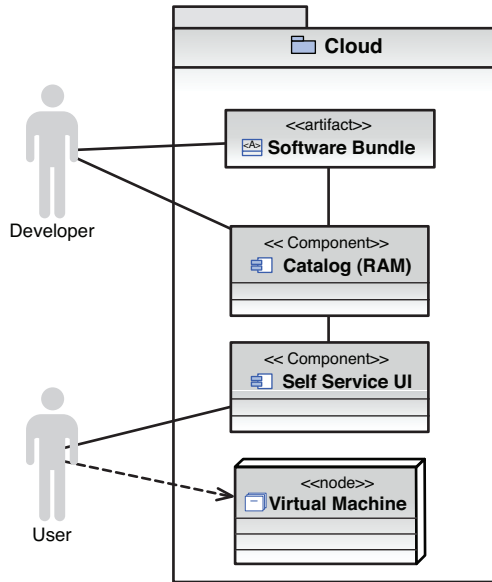 Cloud
<<artifact>>
<A> Software Bundle
Developer
<< Component>>
Catalog (RAM)
<< Component>>
Self Service UI
<<node>>
Virtual Machine
User